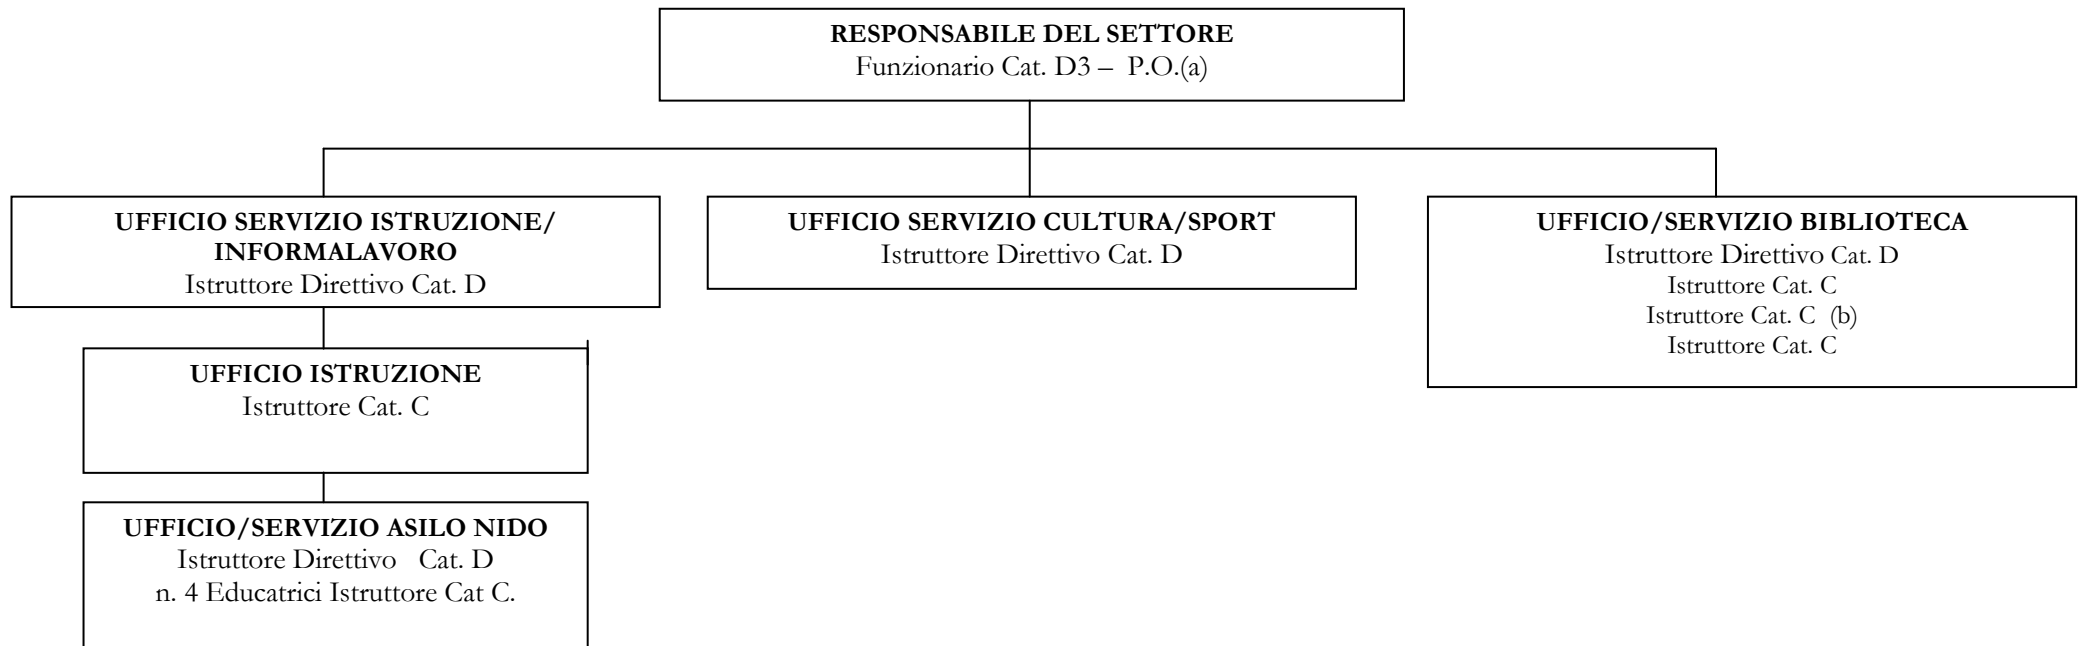 RESPONSABILE DEL SETTORE
Funzionario Cat. D3 – P.O.(a)
UFFICIO SERVIZIO ISTRUZIONE/
INFORMALAVORO
Istruttore Direttivo Cat. D
UFFICIO SERVIZIO CULTURA/SPORT
Istruttore Direttivo Cat. D
UFFICIO/SERVIZIO BIBLIOTECA
Istruttore Direttivo Cat. D
Istruttore Cat. C
Istruttore Cat. C (b)
Istruttore Cat. C
UFFICIO ISTRUZIONE
Istruttore Cat. C
UFFICIO/SERVIZIO ASILO NIDO
Istruttore Direttivo Cat. D
n. 4 Educatrici Istruttore Cat C.